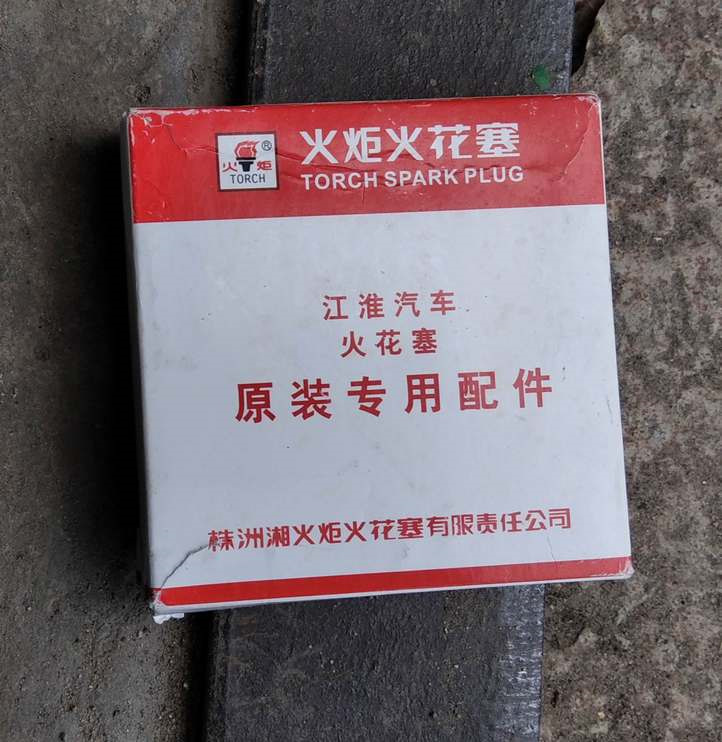 火炬火花塞
火炬®
TORCH
TORCH SPARK PLUG
江淮汽车
火花塞
原装专用配件
株洲湘火炬火花塞有限责任公司